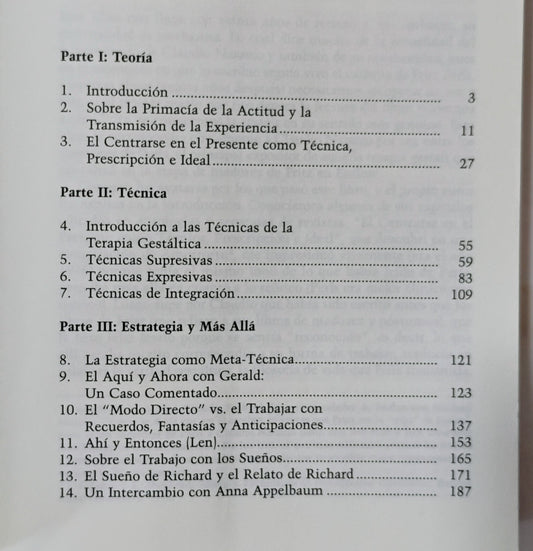 Parte I: Teoría
1. Introducción ........ 3
2. Sobre la Primacía de la Actitud y la
Transmisión de la Experiencia ........ 11
3. El Centrarse en el Presente como Técnica,
Prescripción e Ideal ........ 27
Parte II: Técnica
4. Introducción a las Técnicas de la
Terapia Gestáltica ........ 55
5. Técnicas Supresivas ........ 59
6. Técnicas Expresivas ........ 83
7. Técnicas de Integración ........ 109
Parte III: Estrategia y Más Allá
8. La Estrategia como Meta-Técnica ........ 121
9. El Aquí y Ahora con Gerald:
Un Caso Comentado ........ 123
10. El "Modo Directo" vs. el Trabajar con
Recuerdos, Fantasías y Anticipaciones ........ 137
11. Ahí y Entonces (Len) ........ 153
12. Sobre el Trabajo con los Sueños ........ 165
13. El Sueño de Richard y el Relato de Richard ........ 171
14. Un Intercambio con Anna Appelbaum ........ 187